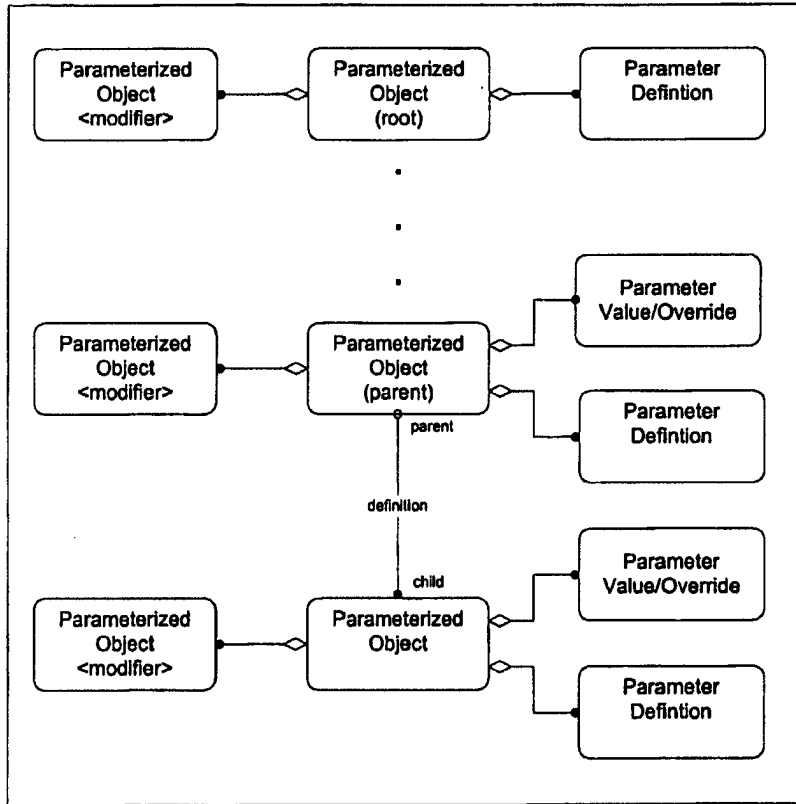 Parameterized
Object
<modifier>
Parameterized
Object
(root)
Parameter
Defintion
Parameter
Value/Override
Parameterized
Object
<modifier>
Parameterized
Object
(parent)
parent
Parameter
Defintion
definition
child
Parameter
Value/Override
Parameterized
Object
<modifier>
Parameterized
Object
Parameter
Defintion